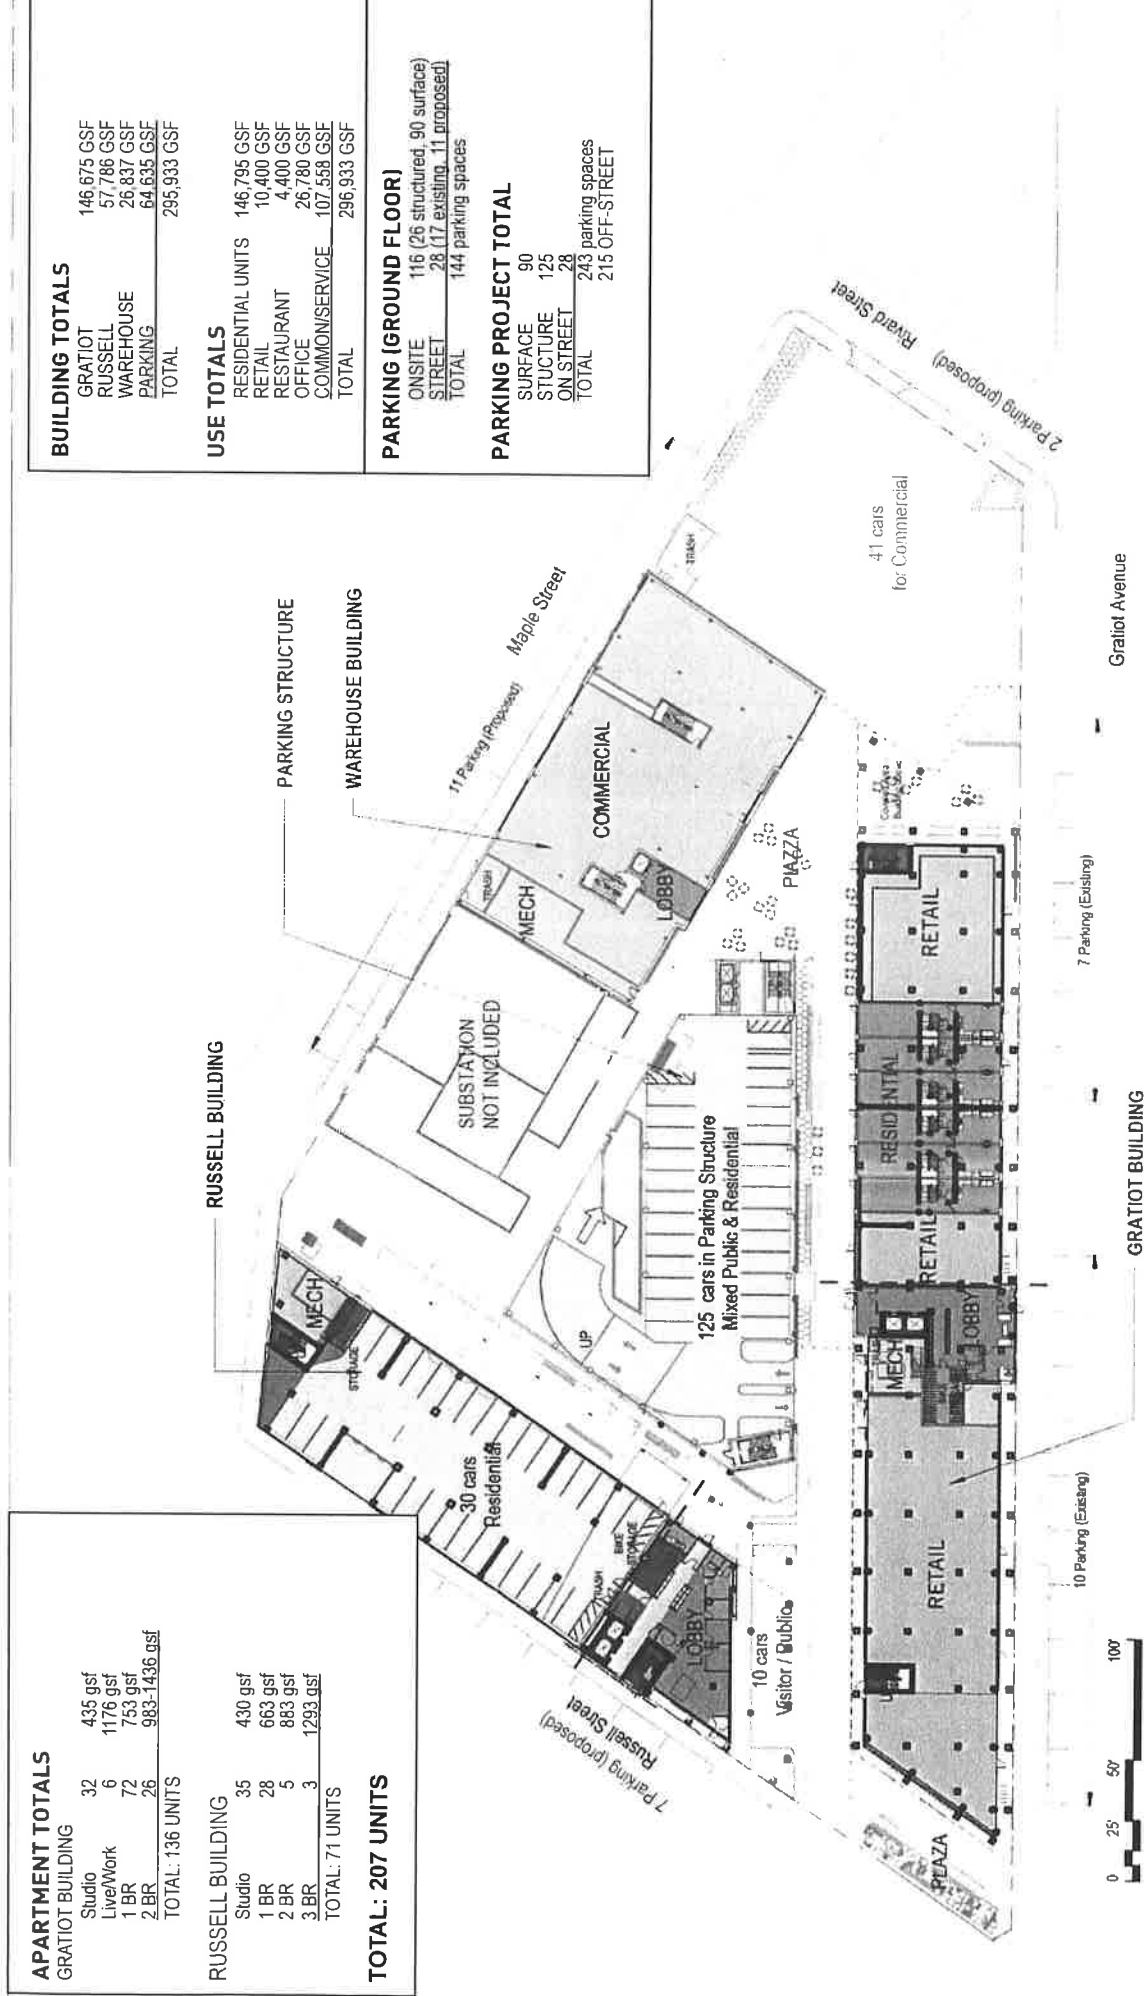 APARTMENT TOTALS
GRATIOT BUILDING
Studio 32 435 gsf
Live/Work 6 1176 gsf
1 BR 72 753 gsf
2 BR 26 983-1436 gsf
TOTAL: 136 UNITS
RUSSELL BUILDING
Studio 35 430 gsf
1 BR 28 663 gsf
2 BR 5 883 gsf
3 BR 3 1293 gsf
TOTAL: 71 UNITS
TOTAL: 207 UNITS
BUILDING TOTALS
GRATIOT 146,675 GSF
RUSSELL 57,786 GSF
WAREHOUSE 26,837 GSF
PARKING 64,635 GSF
TOTAL 295,933 GSF
USE TOTALS
RESIDENTIAL UNITS 146,795 GSF
RETAIL 10,400 GSF
RESTAURANT 4,400 GSF
OFFICE 26,780 GSF
COMMON/SERVICE 107,558 GSF
TOTAL 296,933 GSF
PARKING (GROUND FLOOR)
ONSITE 116 (26 structured, 90 surface)
STREET 28 (17 existing, 11 proposed)
TOTAL 144 parking spaces
PARKING PROJECT TOTAL
SURFACE 90
STUCTURE 125
ON STREET 28
TOTAL 243 parking spaces
215 OFF-STREET
RUSSELL BUILDING
PARKING STRUCTURE
WAREHOUSE BUILDING
11 Parking (Proposed)
Maple Street
Rivard Street
2 Parking (proposed)
MECH
STORAGE
30 cars
Residential
BIKE
STORAGE
TRASH
LOBBY
Russell Street
7 Parking (proposed)
SUBSTATION
NOT INCLUDED
TRASH
MECH
COMMERCIAL
LOBBY
TRASH
41 cars
for Commercial
UP
125 cars in Parking Structure
Mixed Public & Residential
PIAZZA
10 cars
Visitor / Public
PLAZA
RETAIL
MECH
LOBBY
RETAIL
RESIDENTIAL
RETAIL
10 Parking (Existing)
7 Parking (Existing)
Gratiot Avenue
GRATIOT BUILDING
0 25' 50' 100'